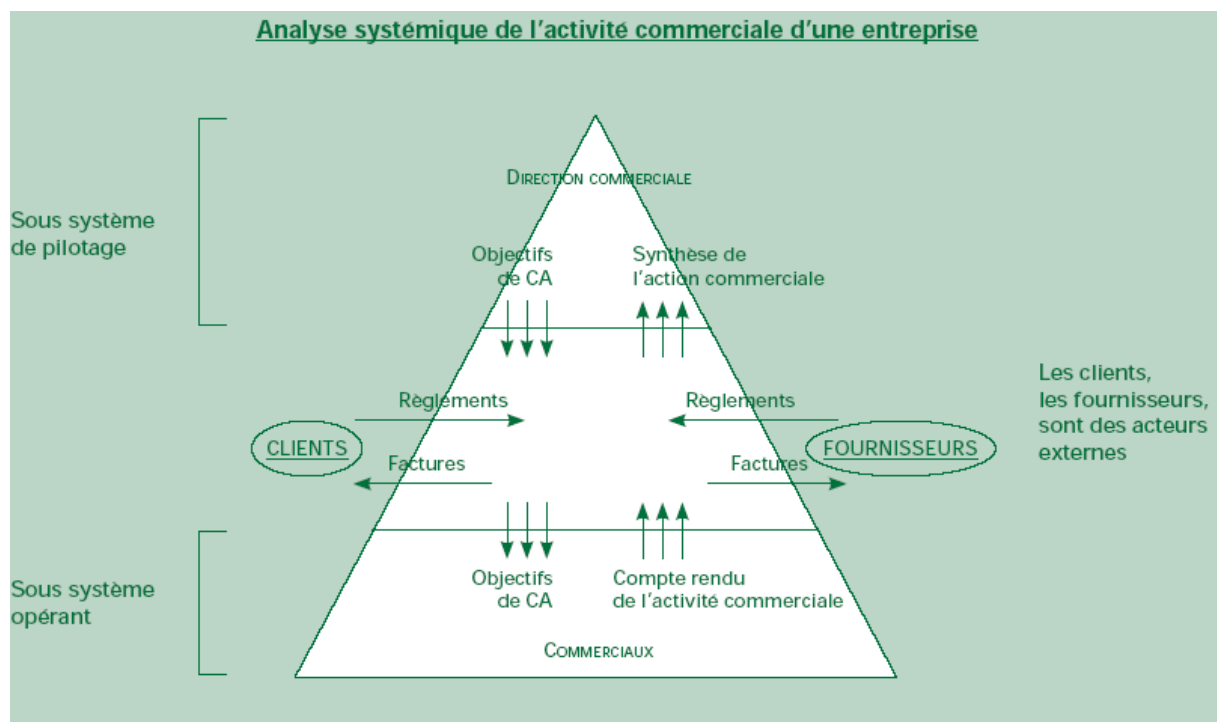 Analyse systémique de l'activité commerciale d'une entreprise
DIRECTION COMMERCIALE
Sous système
de pilotage
Objectifs
de CA
Synthèse de
l'action commerciale
Règlements
Règlements
Les clients,
les fournisseurs,
sont des acteurs
externes
CLIENTS
FOURNISSEURS
Factures
Factures
Sous système
opérant
Objectifs
de CA
Compte rendu
de l'activité commerciale
COMMERCIAUX